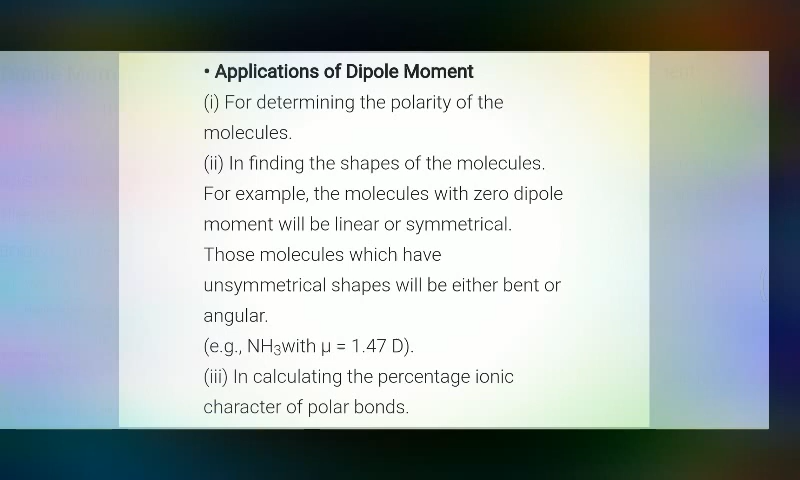 • Applications of Dipole Moment
(i) For determining the polarity of the
molecules.
(ii) In finding the shapes of the molecules.
For example, the molecules with zero dipole
moment will be linear or symmetrical.
Those molecules which have
unsymmetrical shapes will be either bent or
angular.
(e.g., NH₃with μ = 1.47 D).
(iii) In calculating the percentage ionic
character of polar bonds.